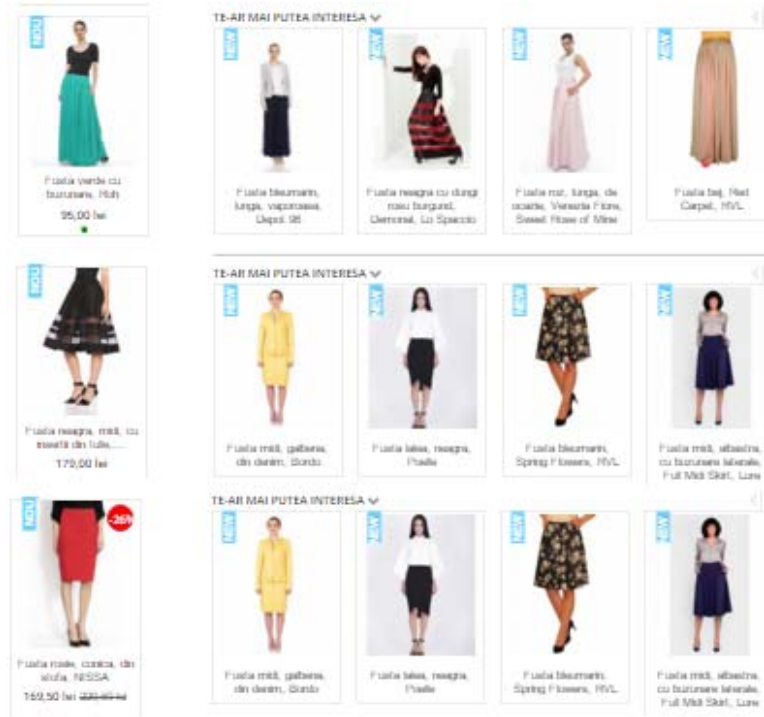 TE-AR MAI PUTEA INTERESA
NOU
Fusta verde cu
buzunare, Roh
95,00 lei
NEW
Fusta bleumarin,
lunga, vaporoasa,
Depot 96
NEW
Fusta neagra cu dungi
rosu burgund,
Demonal, Lo Spaccio
NEW
Fusta roz, lunga, de
ocazie, Venezia Fiore,
Sweet Rose of Mine
NEW
Fusta bej, Red
Carpet, RVL
TE-AR MAI PUTEA INTERESA
NOU
Fusta neagra, midi, cu
insertii din tulle,...
179,00 lei
NEW
Fusta midi, galbena,
din denim, Bordo
NEW
Fusta lalea, neagra,
Poelle
NEW
Fusta bleumarin,
Spring Flowers, RVL
NEW
Fusta midi, albastra,
cu buzunare laterale,
Full Midi Skirt, Lure
TE-AR MAI PUTEA INTERESA
NOU
-26%
Fusta rosie, conica, din
stofa, NISSA
169,50 lei
NEW
Fusta midi, galbena,
din denim, Bordo
NEW
Fusta lalea, neagra,
Poelle
NEW
Fusta bleumarin,
Spring Flowers, RVL
NEW
Fusta midi, albastra,
cu buzunare laterale,
Full Midi Skirt, Lure